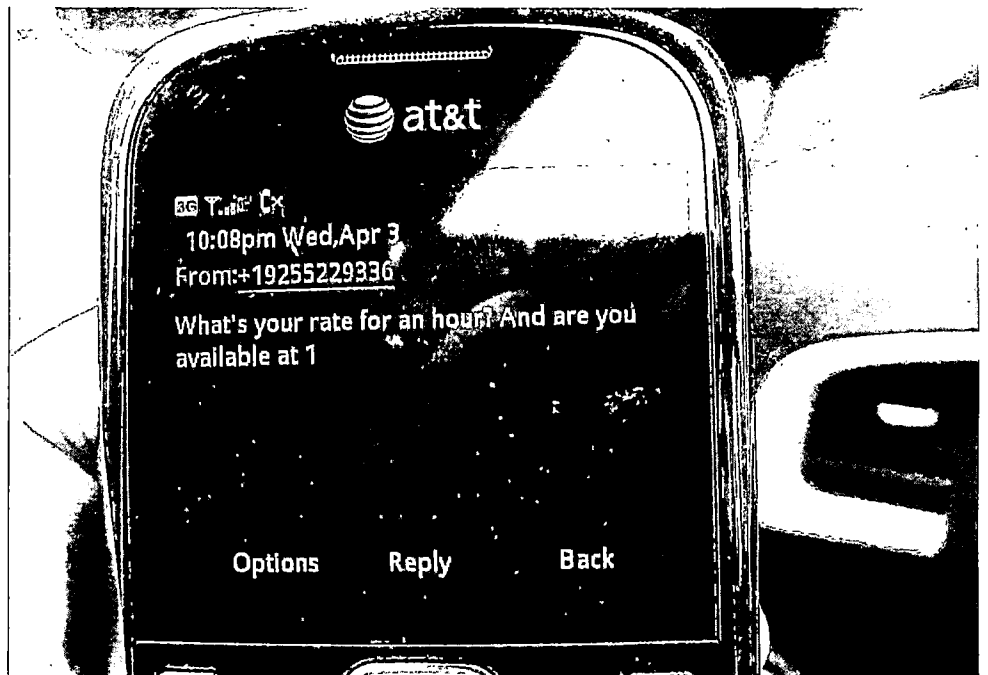 at&t
3G
10:08pm Wed,Apr 3
From:+19255229336
What's your rate for an hour? And are you
available at 1
Options Reply Back